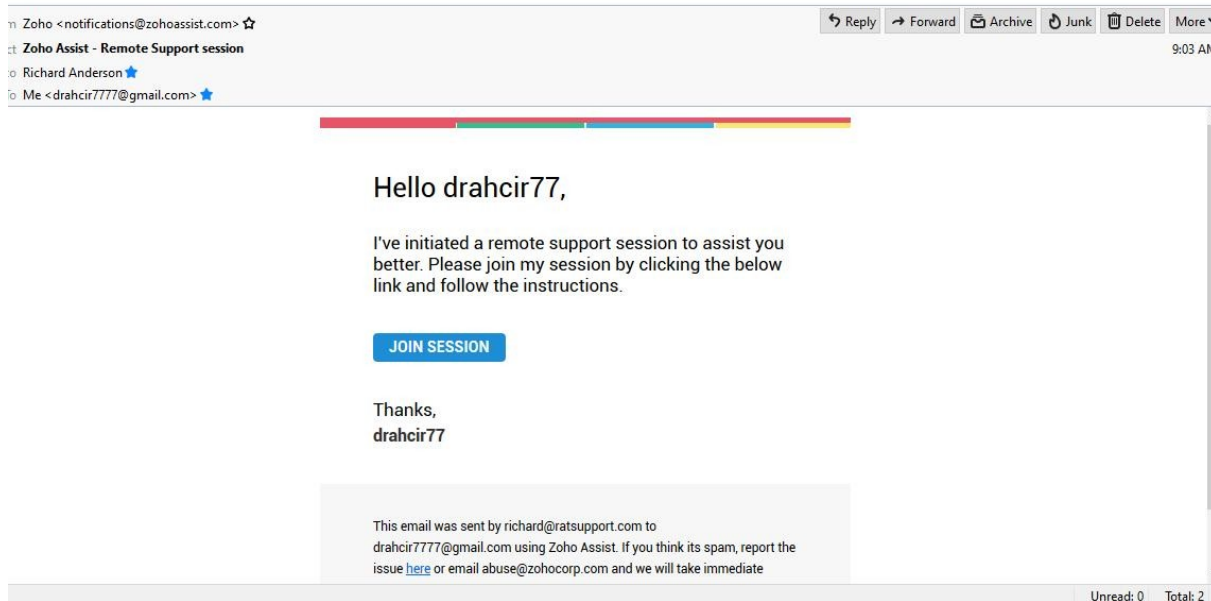 Zoho <notifications@zohoassist.com>
Reply Forward Archive Junk Delete More
Zoho Assist - Remote Support session
9:03 AM
Richard Anderson
Me <drahcir7777@gmail.com>
Hello drahcir77,
I've initiated a remote support session to assist you
better. Please join my session by clicking the below
link and follow the instructions.
JOIN SESSION
Thanks,
drahcir77
This email was sent by richard@ratsupport.com to
drahcir7777@gmail.com using Zoho Assist. If you think its spam, report the
issue here or email abuse@zohocorp.com and we will take immediate
Unread: 0 Total: 2